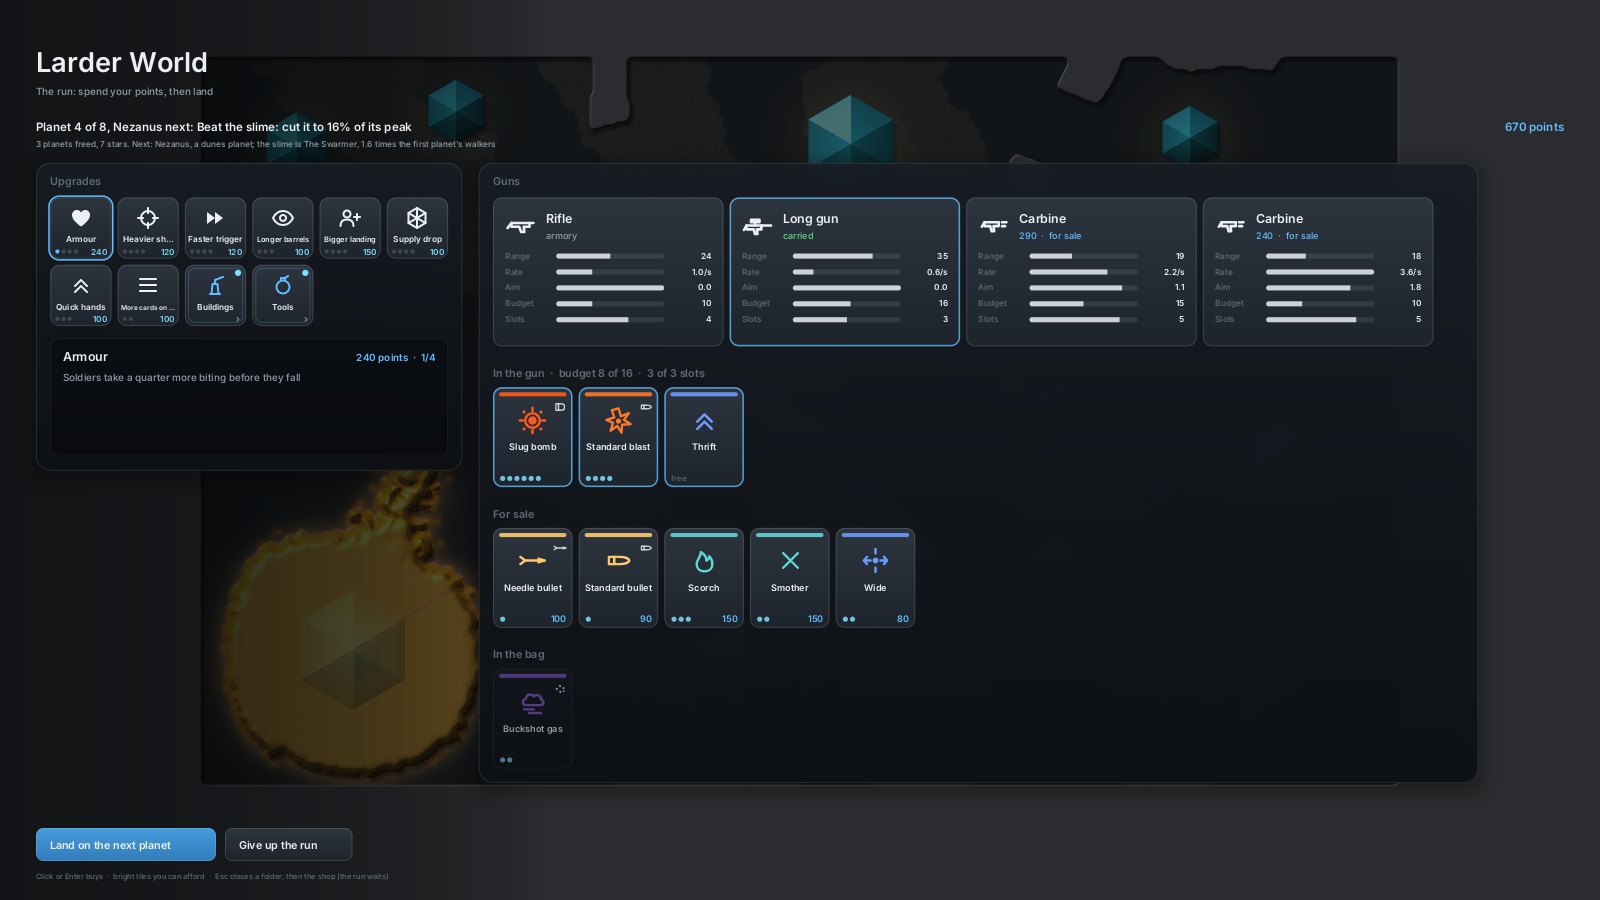 Larder World
The run: spend your points, then land
Planet 4 of 8, Nezanus next: Beat the slime: cut it to 16% of its peak
670 points
3 planets freed, 7 stars. Next: Nezanus, a dunes planet; the slime is The Swarmer, 1.6 times the first planet's walkers
Upgrades
Armour
240
Heavier sh...
120
Faster trigger
120
Longer barrels
100
Bigger landing
150
Supply drop
100
Quick hands
100
More cards on ...
100
Buildings
Tools
Armour
240 points · 1/4
Soldiers take a quarter more biting before they fall
Guns
Rifle
armory
Range 24
Rate 1.0/s
Aim 0.0
Budget 10
Slots 4
Long gun
carried
Range 35
Rate 0.6/s
Aim 0.0
Budget 16
Slots 3
Carbine
290 · for sale
Range 19
Rate 2.2/s
Aim 1.1
Budget 15
Slots 5
Carbine
240 · for sale
Range 18
Rate 3.6/s
Aim 1.8
Budget 10
Slots 5
In the gun · budget 8 of 16 · 3 of 3 slots
Slug bomb
Standard blast
Thrift
free
For sale
Needle bullet
100
Standard bullet
90
Scorch
150
Smother
150
Wide
80
In the bag
Buckshot gas
Land on the next planet
Give up the run
Click or Enter buys · bright tiles you can afford · Esc closes a folder, then the shop (the run waits)